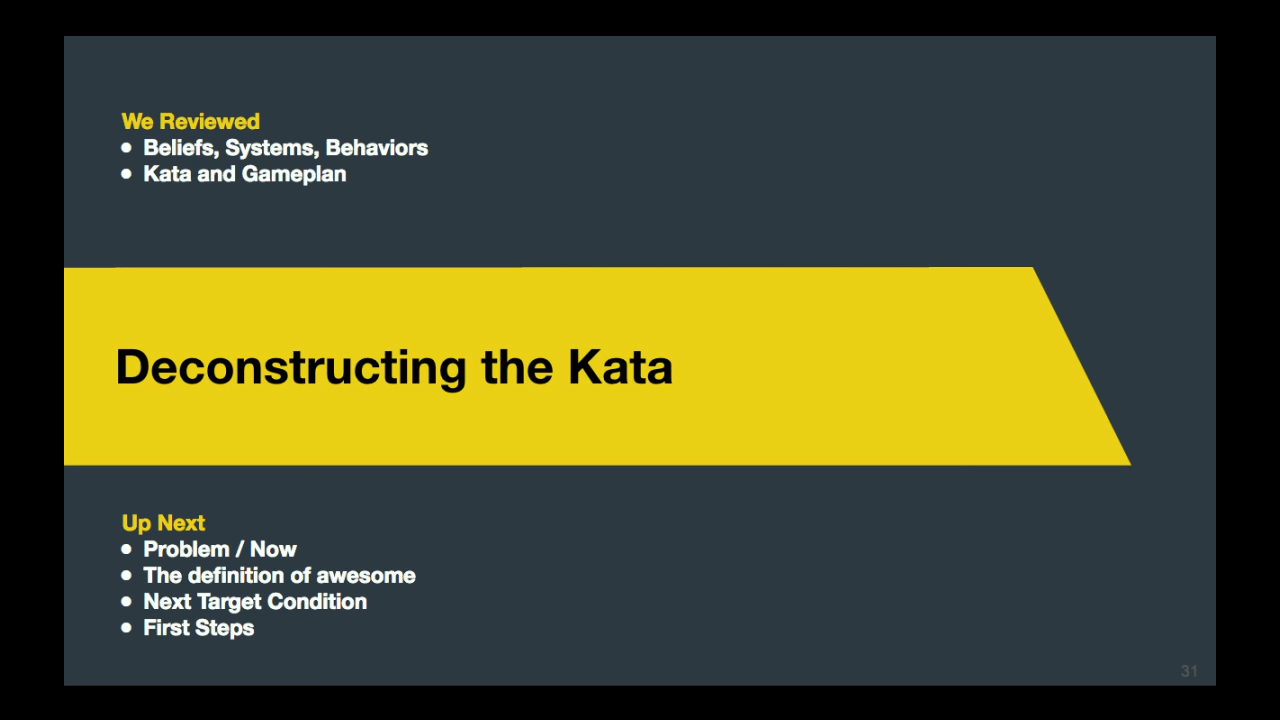 We Reviewed
• Beliefs, Systems, Behaviors
• Kata and Gameplan
Deconstructing the Kata
Up Next
• Problem / Now
• The definition of awesome
• Next Target Condition
• First Steps
31